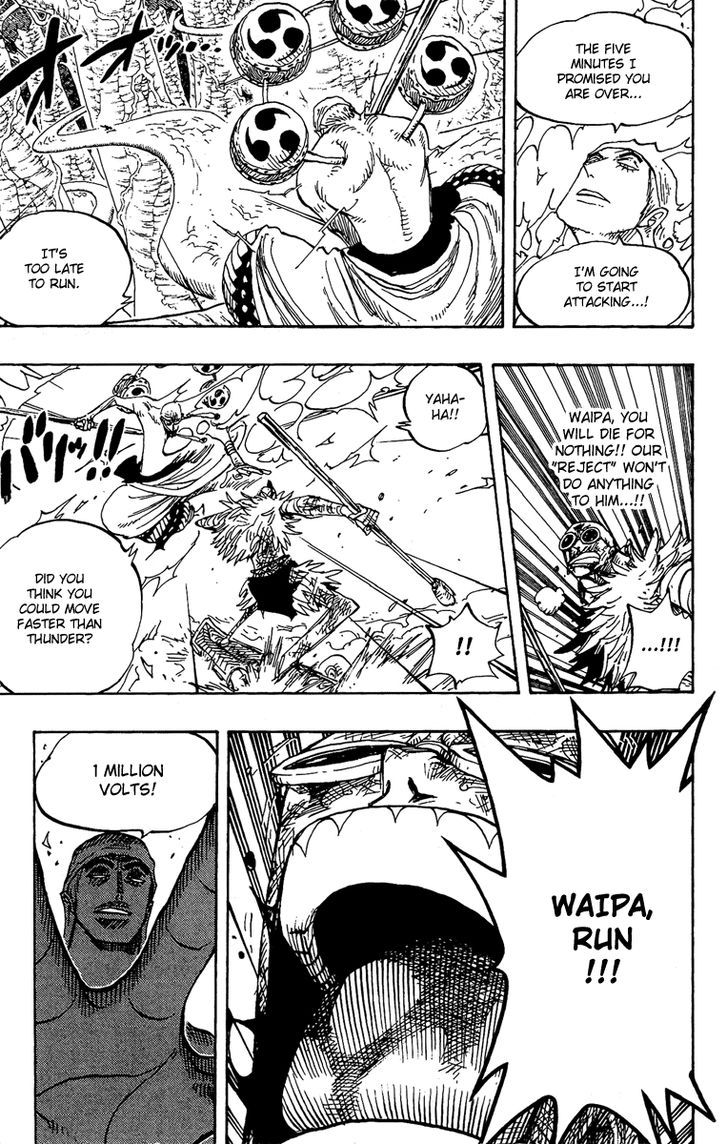 THE FIVE
MINUTES I
PROMISED YOU
ARE OVER...
I'M GOING
TO START
ATTACKING...!
IT'S
TOO LATE
TO RUN.
WAIPA, YOU
WILL DIE FOR
NOTHING!! OUR
"REJECT" WON'T
DO ANYTHING
TO HIM...!!
...!!!
YAHA-
HA!!
!!
DID YOU
THINK YOU
COULD MOVE
FASTER THAN
THUNDER?
WAIPA,
RUN
!!!
1 MILLION
VOLTS!